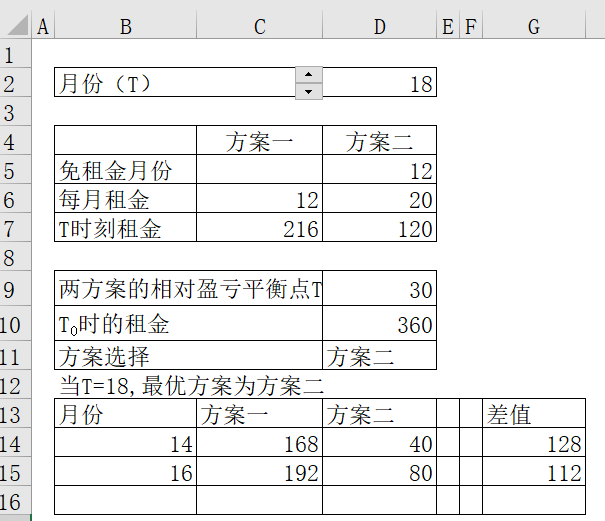 A B C D E F G
1
2 月份（T） 18
3
4 方案一 方案二
5 免租金月份 12
6 每月租金 12 20
7 T时刻租金 216 120
8
9 两方案的相对盈亏平衡点T 30
10 T₀时的租金 360
11 方案选择 方案二
12 当T=18,最优方案为方案二
13 月份 方案一 方案二 差值
14 14 168 40 128
15 16 192 80 112
16